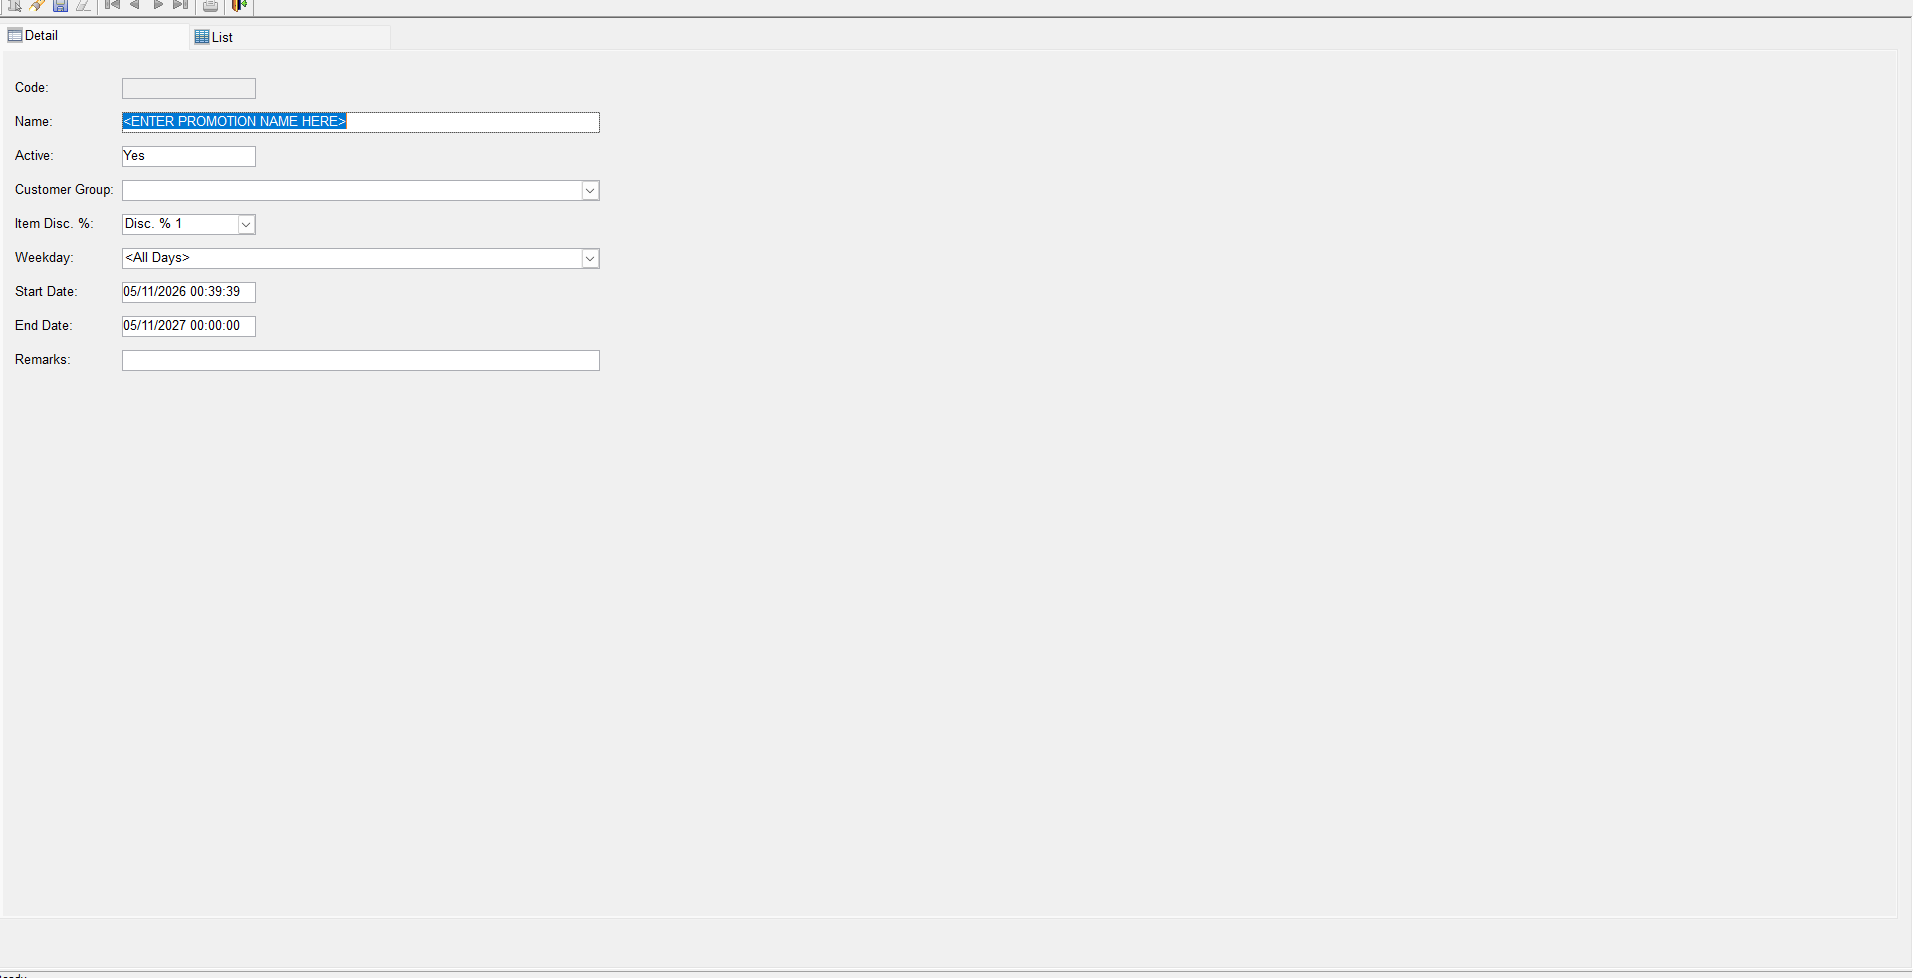 Detail
List
Code:
Name: <ENTER PROMOTION NAME HERE>
Active: Yes
Customer Group:
Item Disc. %: Disc. % 1
Weekday: <All Days>
Start Date: 05/11/2026 00:39:39
End Date: 05/11/2027 00:00:00
Remarks: